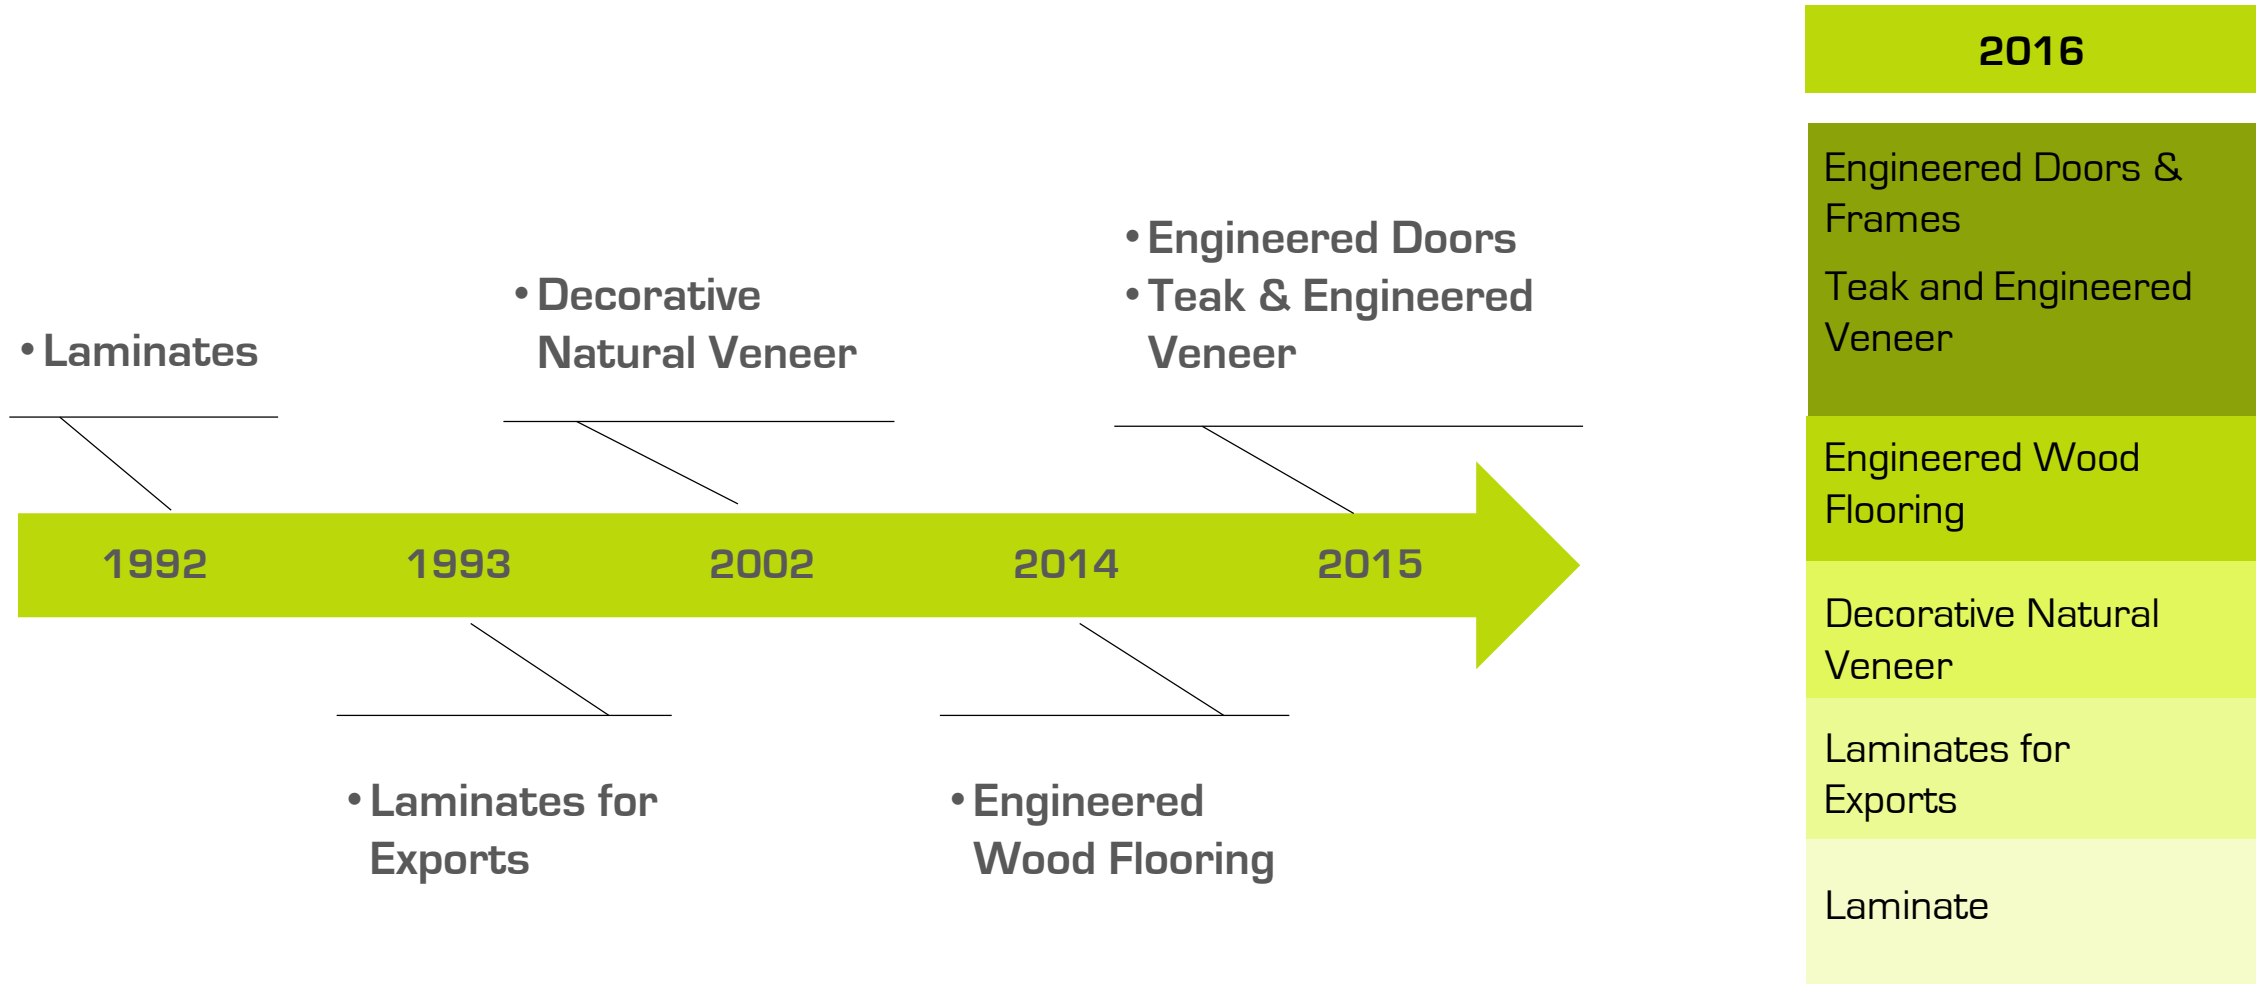 • Laminates
• Decorative
Natural Veneer
• Engineered Doors
• Teak & Engineered
Veneer
1992 1993 2002 2014 2015
• Laminates for
Exports
• Engineered
Wood Flooring
2016
Engineered Doors &
Frames
Teak and Engineered
Veneer
Engineered Wood
Flooring
Decorative Natural
Veneer
Laminates for
Exports
Laminate